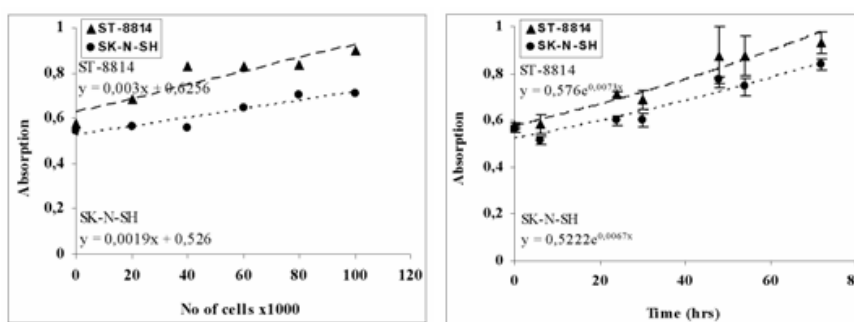 ST-8814
SK-N-SH
1
0,8
0,6
0,4
0,2
0
Absorption
ST-8814
y = 0,003x + 0,6256
SK-N-SH
y = 0,0019x + 0,526
0 20 40 60 80 100 120
No of cells x1000
ST-8814
SK-N-SH
1
0,8
0,6
0,4
0,2
0
Absorption
ST-8814
y = 0,576e^0,0073x
SK-N-SH
y = 0,5222e^0,0067x
0 20 40 60
Time (hrs)